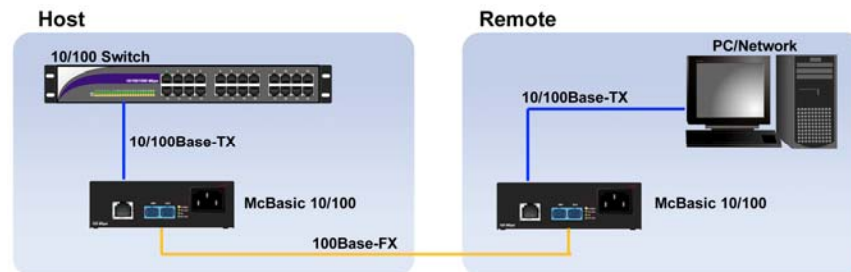 Host
Remote
10/100 Switch
PC/Network
10/100Base-TX
10/100Base-TX
McBasic 10/100
McBasic 10/100
100Base-FX